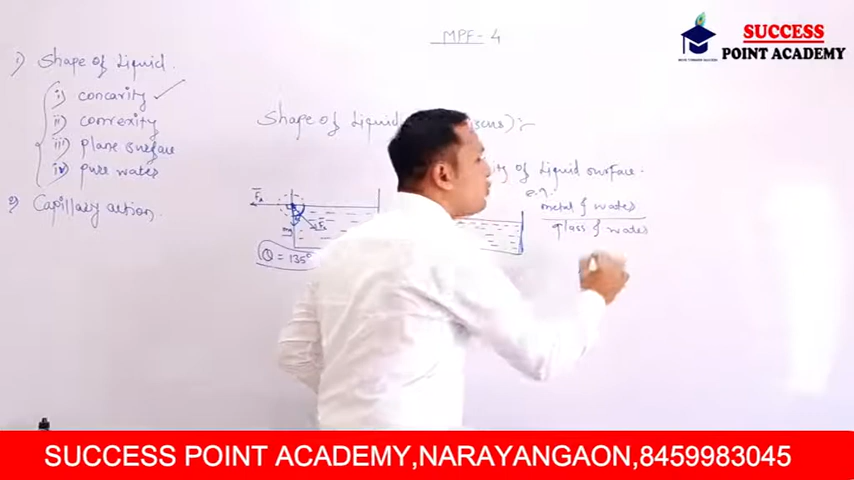 MPF-4
SUCCESS
POINT ACADEMY
1) Shape of Liquid.
i) concavity ✓
ii) convexity
iii) plane surface
iv) pure water
2) Capillary action.
Shape of Liquid
of Liquid surface.
e.g.
metal & water
glass & water
F_A
θ = 135°
SUCCESS POINT ACADEMY,NARAYANGAON,8459983045